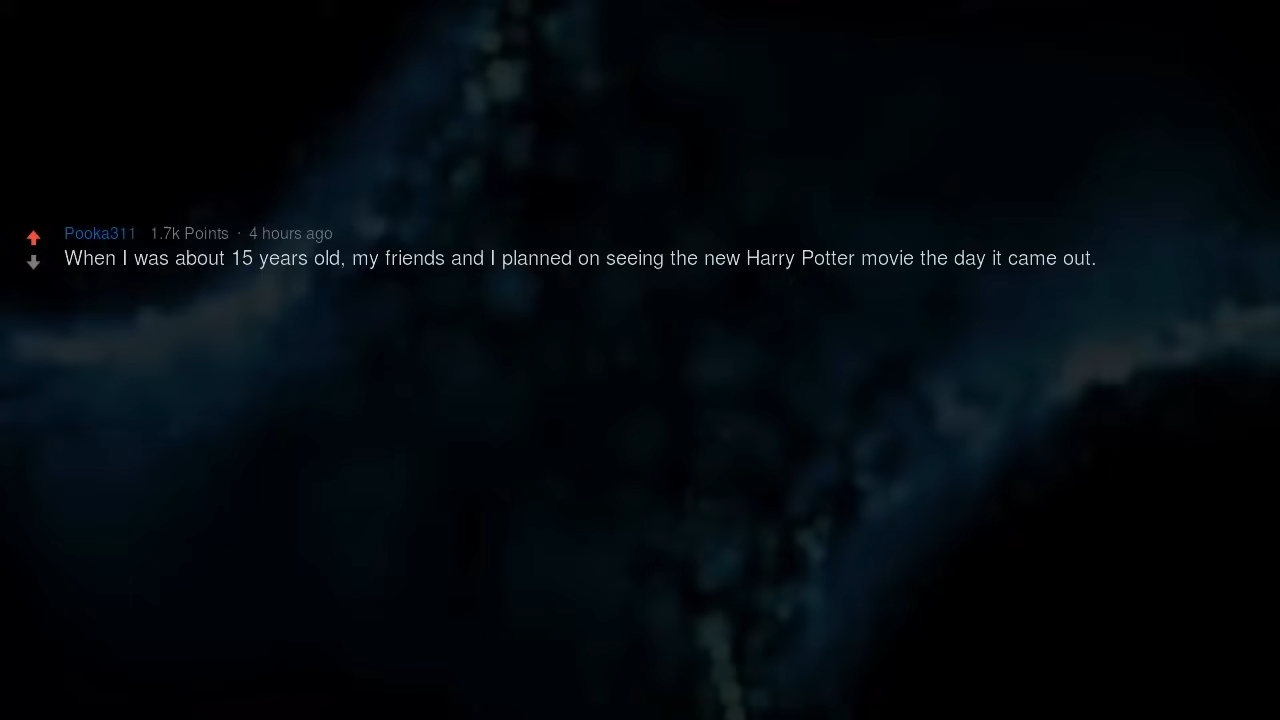 Pooka311 1.7k Points · 4 hours ago
When I was about 15 years old, my friends and I planned on seeing the new Harry Potter movie the day it came out.